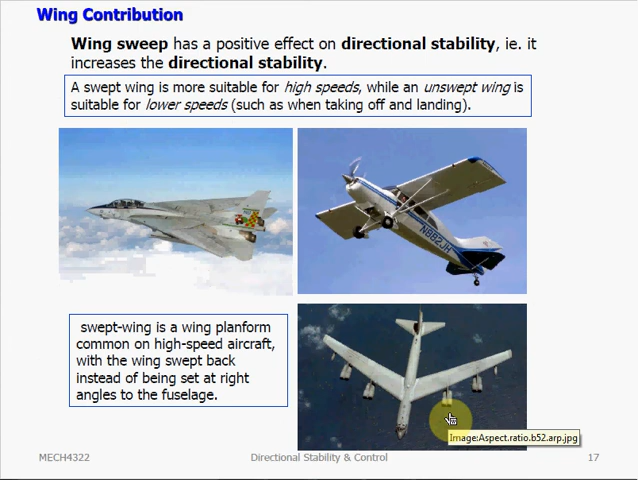 Wing Contribution
Wing sweep has a positive effect on directional stability, ie. it
increases the directional stability.
A swept wing is more suitable for high speeds, while an unswept wing is
suitable for lower speeds (such as when taking off and landing).
N882JH
swept-wing is a wing planform
common on high-speed aircraft,
with the wing swept back
instead of being set at right
angles to the fuselage.
Image:Aspect.ratio.b52.arp.jpg
MECH4322
Directional Stability & Control
17